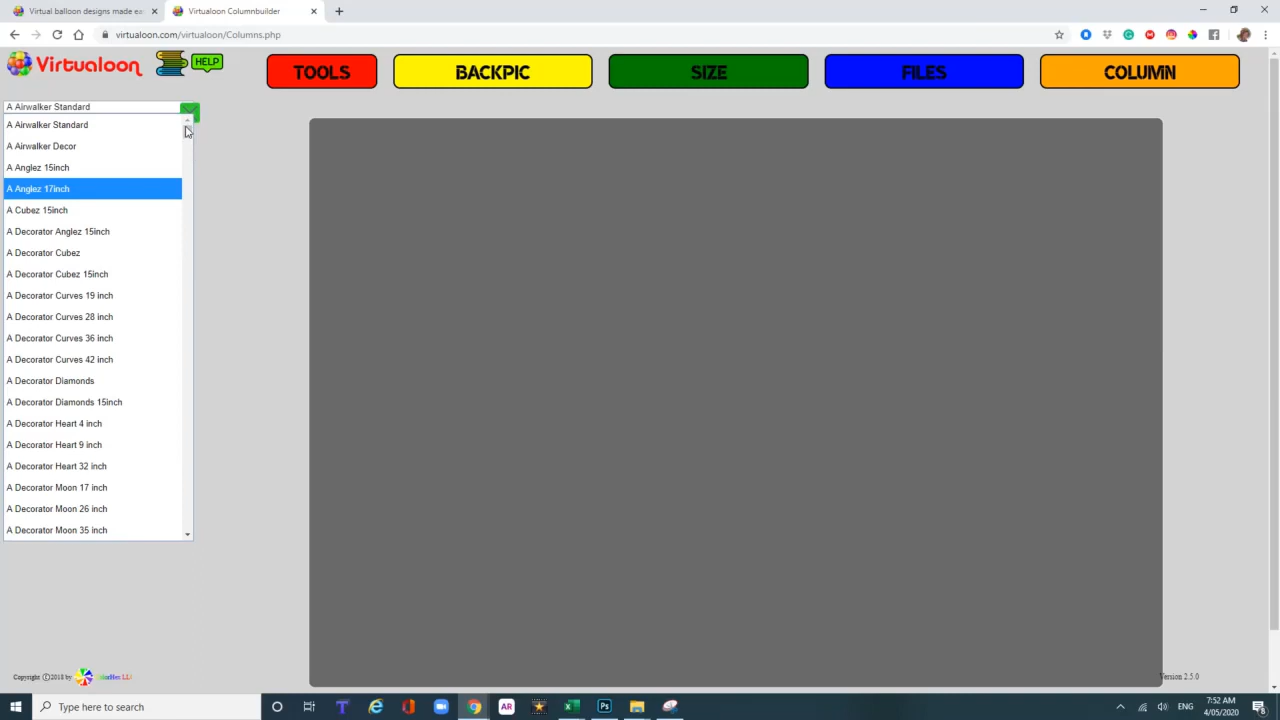 Virtual balloon designs made eas
Virtualoon Columnbuilder
virtualoon.com/virtualoon/Columns.php
Virtualoon
HELP
TOOLS
BACKPIC
SIZE
FILES
COLUMN
A Airwalker Standard
A Airwalker Standard
A Airwalker Decor
A Anglez 15inch
A Anglez 17inch
A Cubez 15inch
A Decorator Anglez 15inch
A Decorator Cubez
A Decorator Cubez 15inch
A Decorator Curves 19 inch
A Decorator Curves 28 inch
A Decorator Curves 36 inch
A Decorator Curves 42 inch
A Decorator Diamonds
A Decorator Diamonds 15inch
A Decorator Heart 4 inch
A Decorator Heart 9 inch
A Decorator Heart 32 inch
A Decorator Moon 17 inch
A Decorator Moon 26 inch
A Decorator Moon 35 inch
Copyright ©2018 by
Version 2.5.0
Type here to search
AR
ENG
7:52 AM
4/05/2020